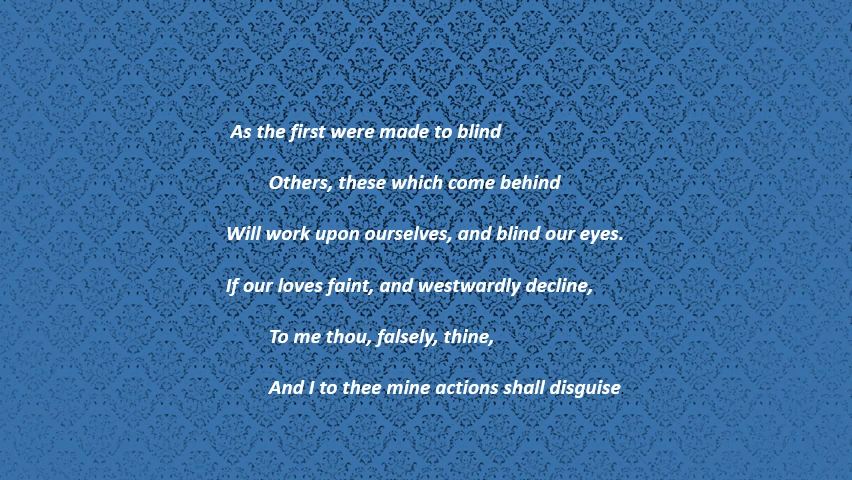 As the first were made to blind
Others, these which come behind
Will work upon ourselves, and blind our eyes.
If our loves faint, and westwardly decline,
To me thou, falsely, thine,
And I to thee mine actions shall disguise